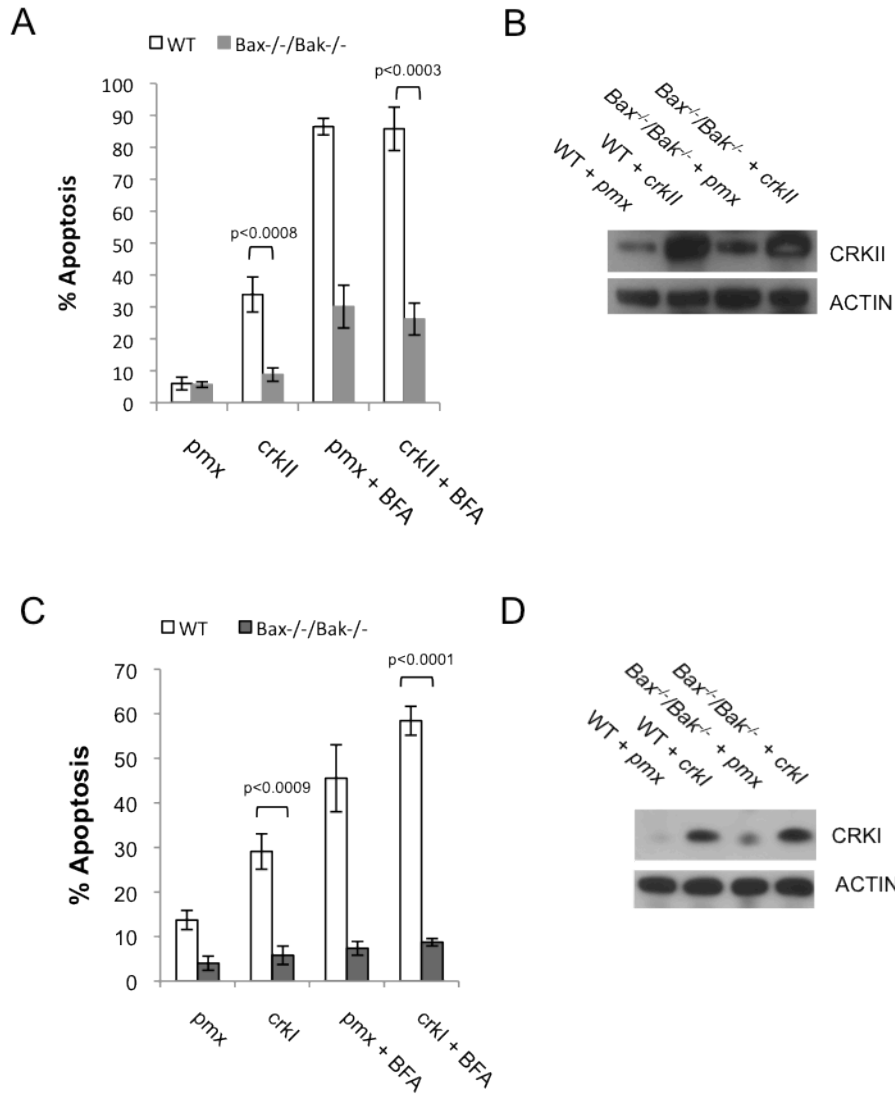 A
WT Bax-/-/Bak-/-
p<0.0003
100
90
80
70
60
50
40
30
20
10
0
% Apoptosis
p<0.0008
pmx
crkII
pmx + BFA
crkII + BFA
B
WT + pmx
WT + crkII
Bax-/-/Bak-/- + pmx
Bax-/-/Bak-/- + crkII
CRKII
ACTIN
C
WT Bax-/-/Bak-/-
p<0.0001
70
60
50
40
30
20
10
0
% Apoptosis
p<0.0009
pmx
crkI
pmx + BFA
crkI + BFA
D
WT + pmx
WT + crkI
Bax-/-/Bak-/- + pmx
Bax-/-/Bak-/- + crkI
CRKI
ACTIN